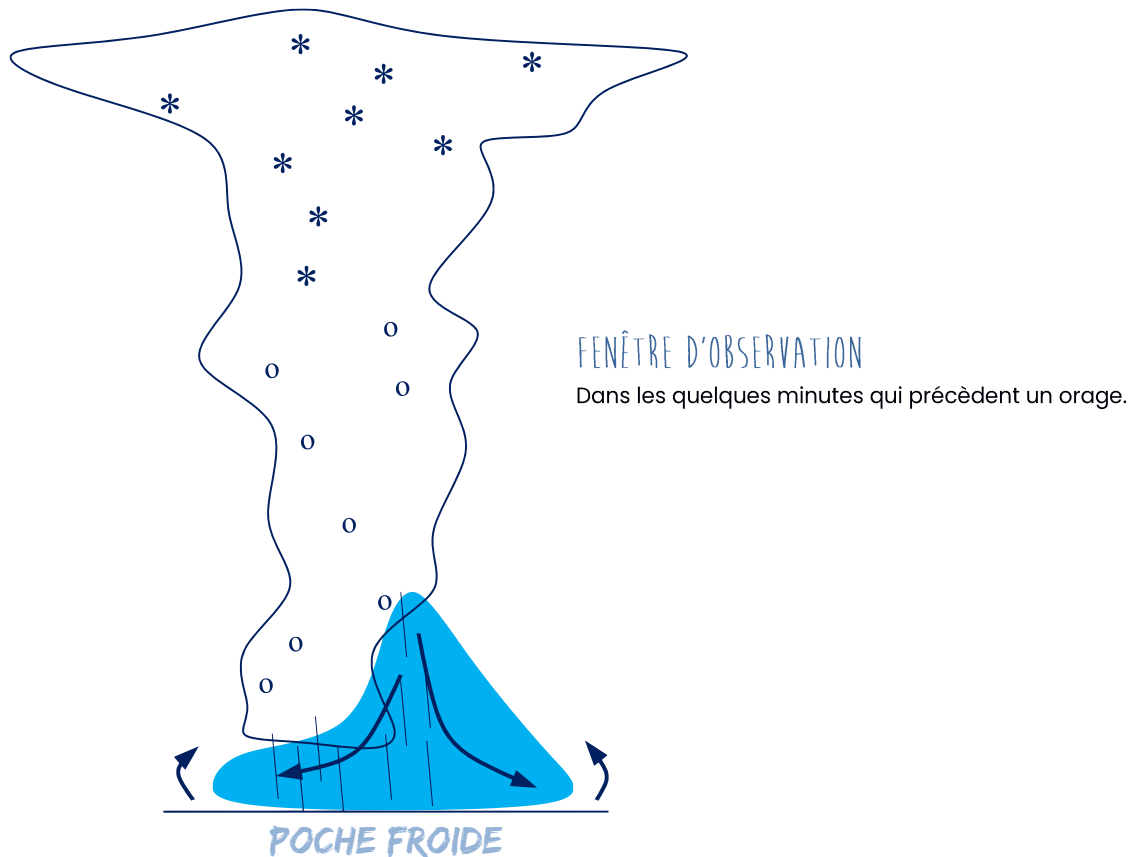 FENÊTRE D'OBSERVATION
Dans les quelques minutes qui précèdent un orage.
POCHE FROIDE